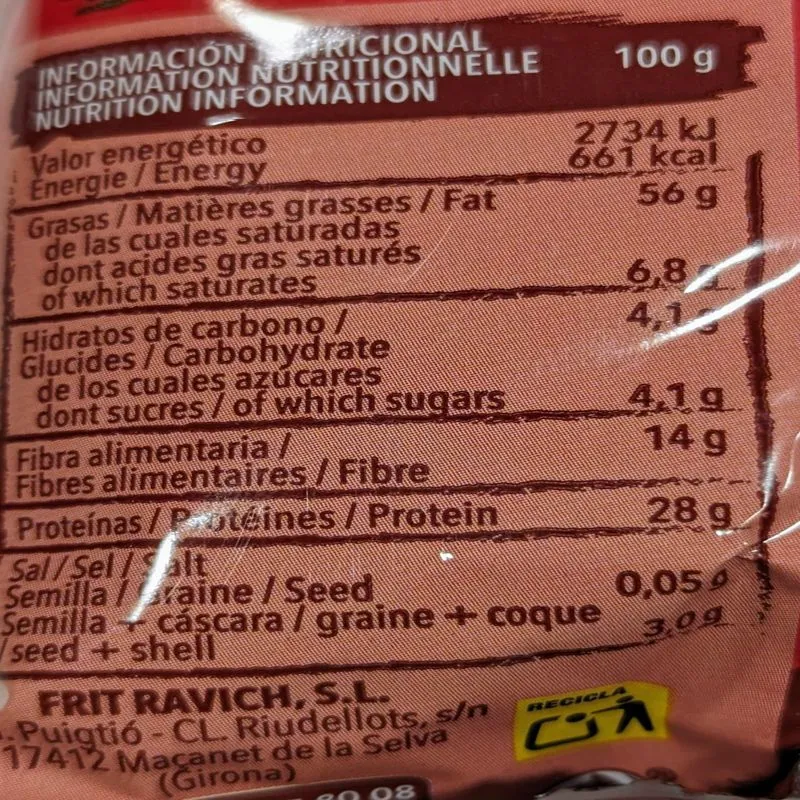 INFORMACIÓN NUTRICIONAL
INFORMATION NUTRITIONNELLE
NUTRITION INFORMATION
100 g
Valor energético
Energie / Energy
2734 kJ
661 kcal
Grasas / Matières grasses / Fat
56 g
de las cuales saturadas
dont acides gras saturés
of which saturates
6,8 g
Hidratos de carbono /
Glucides / Carbohydrate
4,1 g
de los cuales azúcares
dont sucres / of which sugars
4,1 g
Fibra alimentaria /
Fibres alimentaires / Fibre
14 g
Proteínas / Protéines / Protein
28 g
Sal / Sel / Salt
Semilla / Graine / Seed
0,05 g
Semilla + cáscara / graine + coque
/ seed + shell
3,0 g
FRIT RAVICH, S.L.
. Puigtió - CL. Riudellots, s/n
17412 Maçanet de la Selva
(Girona)
RECICLA
80 08